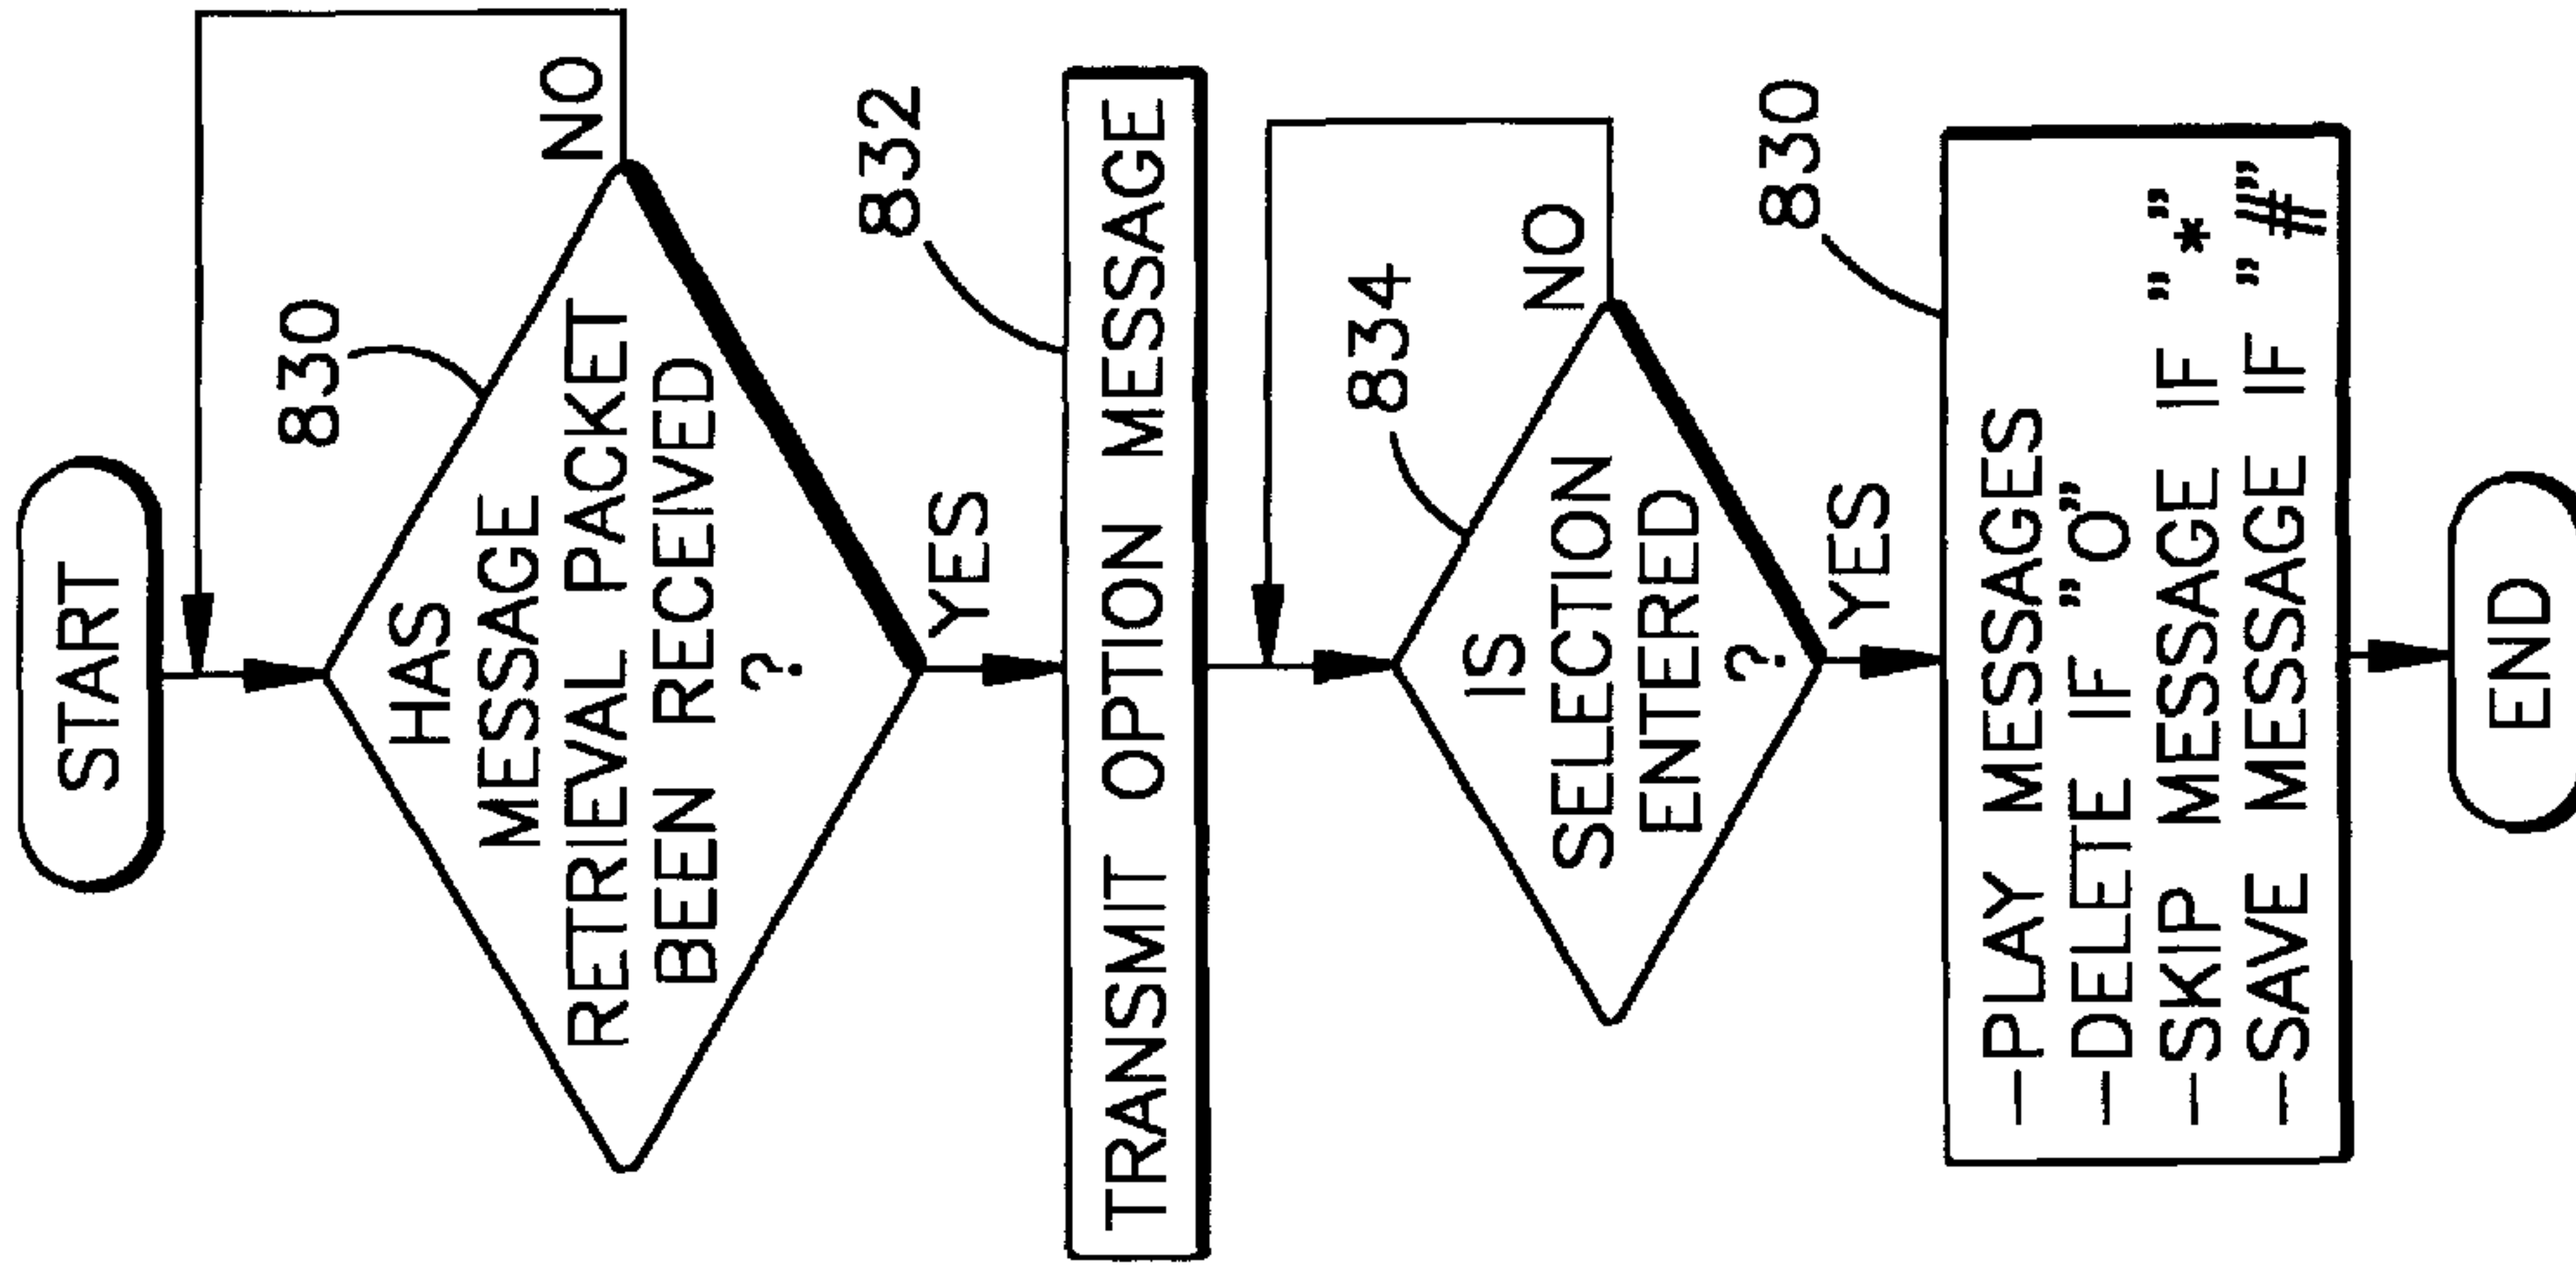 START
830
HAS
MESSAGE
RETRIEVAL PACKET
BEEN RECEIVED
?
NO
YES
832
TRANSMIT OPTION MESSAGE
834
IS
SELECTION
ENTERED
?
NO
YES
830
-PLAY MESSAGES
-DELETE IF "0"
-SKIP MESSAGE IF "*"
-SAVE MESSAGE IF "#"
END